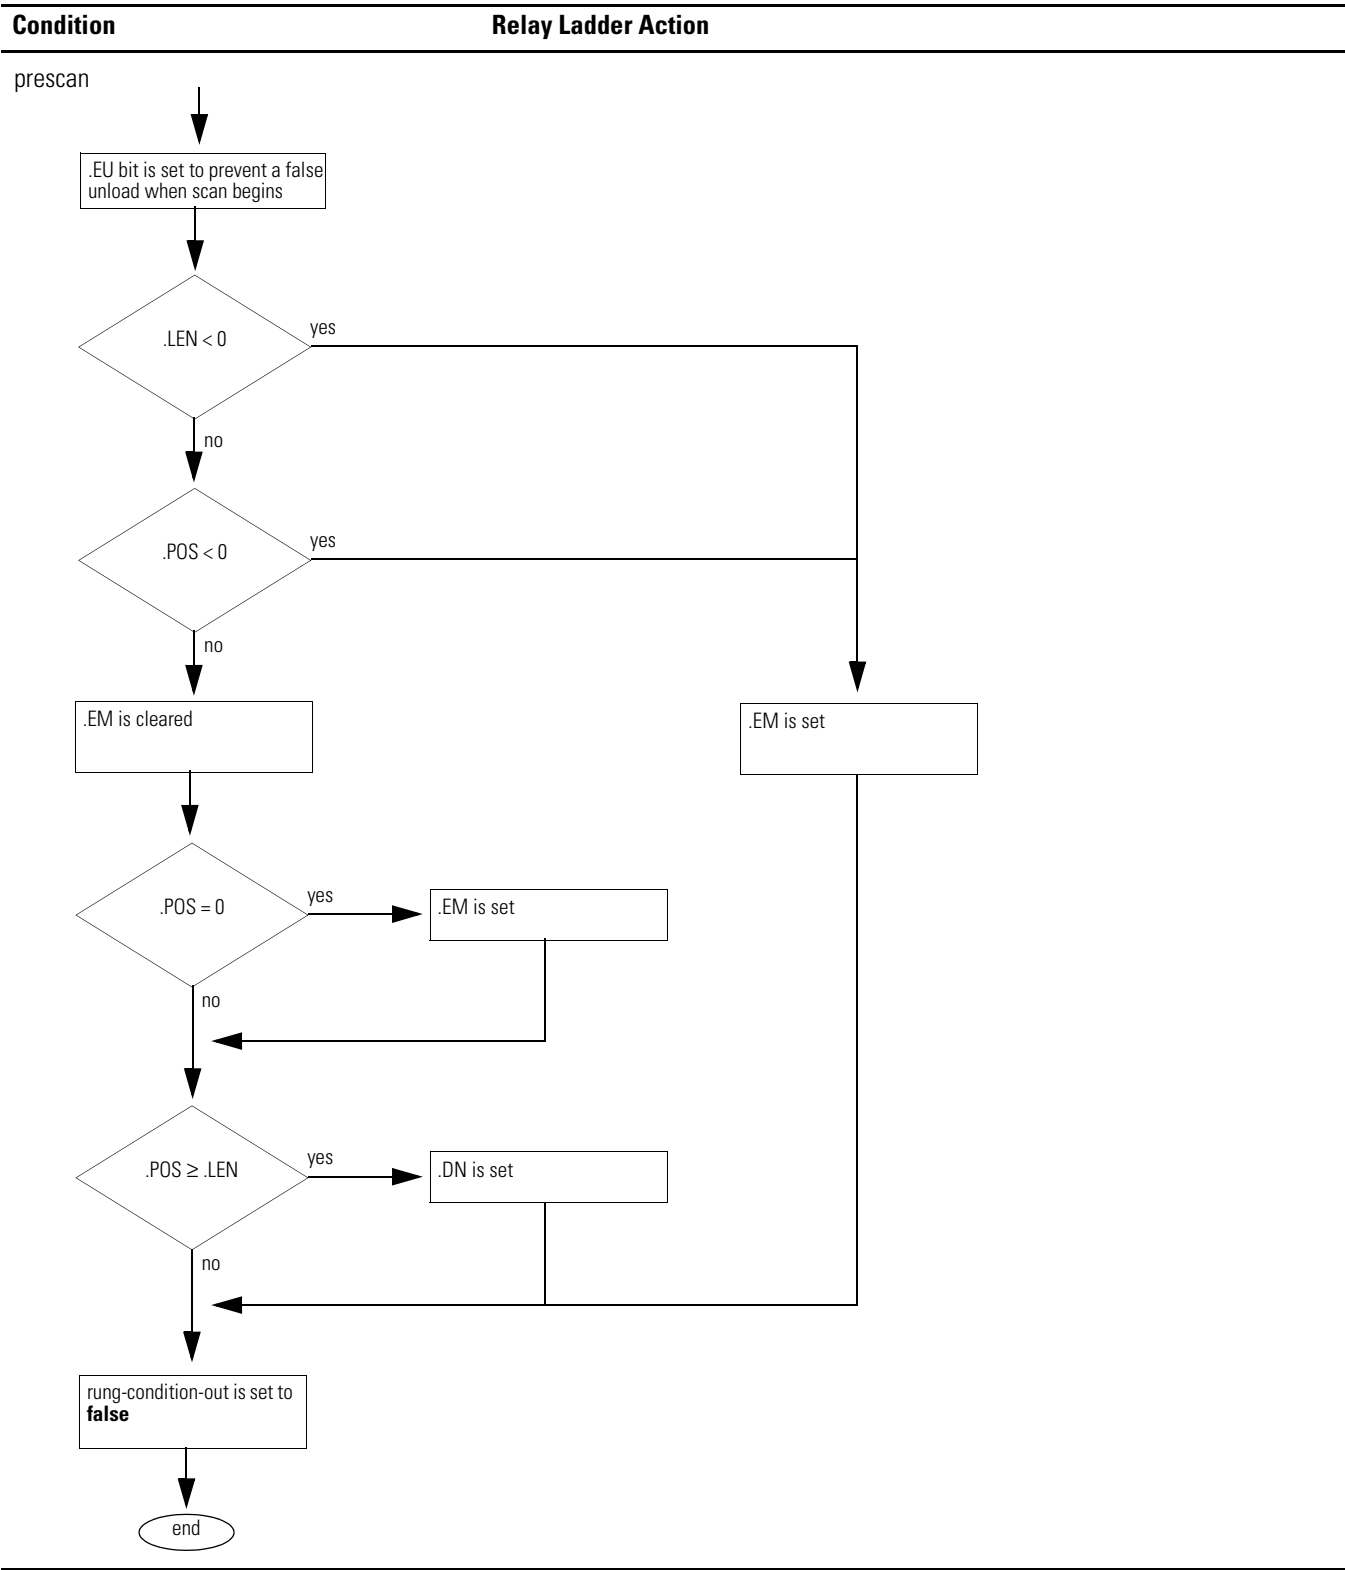 Condition
Relay Ladder Action
prescan
.EU bit is set to prevent a false
unload when scan begins
.LEN < 0
yes
no
.POS < 0
yes
no
.EM is cleared
.EM is set
.POS = 0
yes
.EM is set
no
.POS ≥ .LEN
yes
.DN is set
no
rung-condition-out is set to
false
end